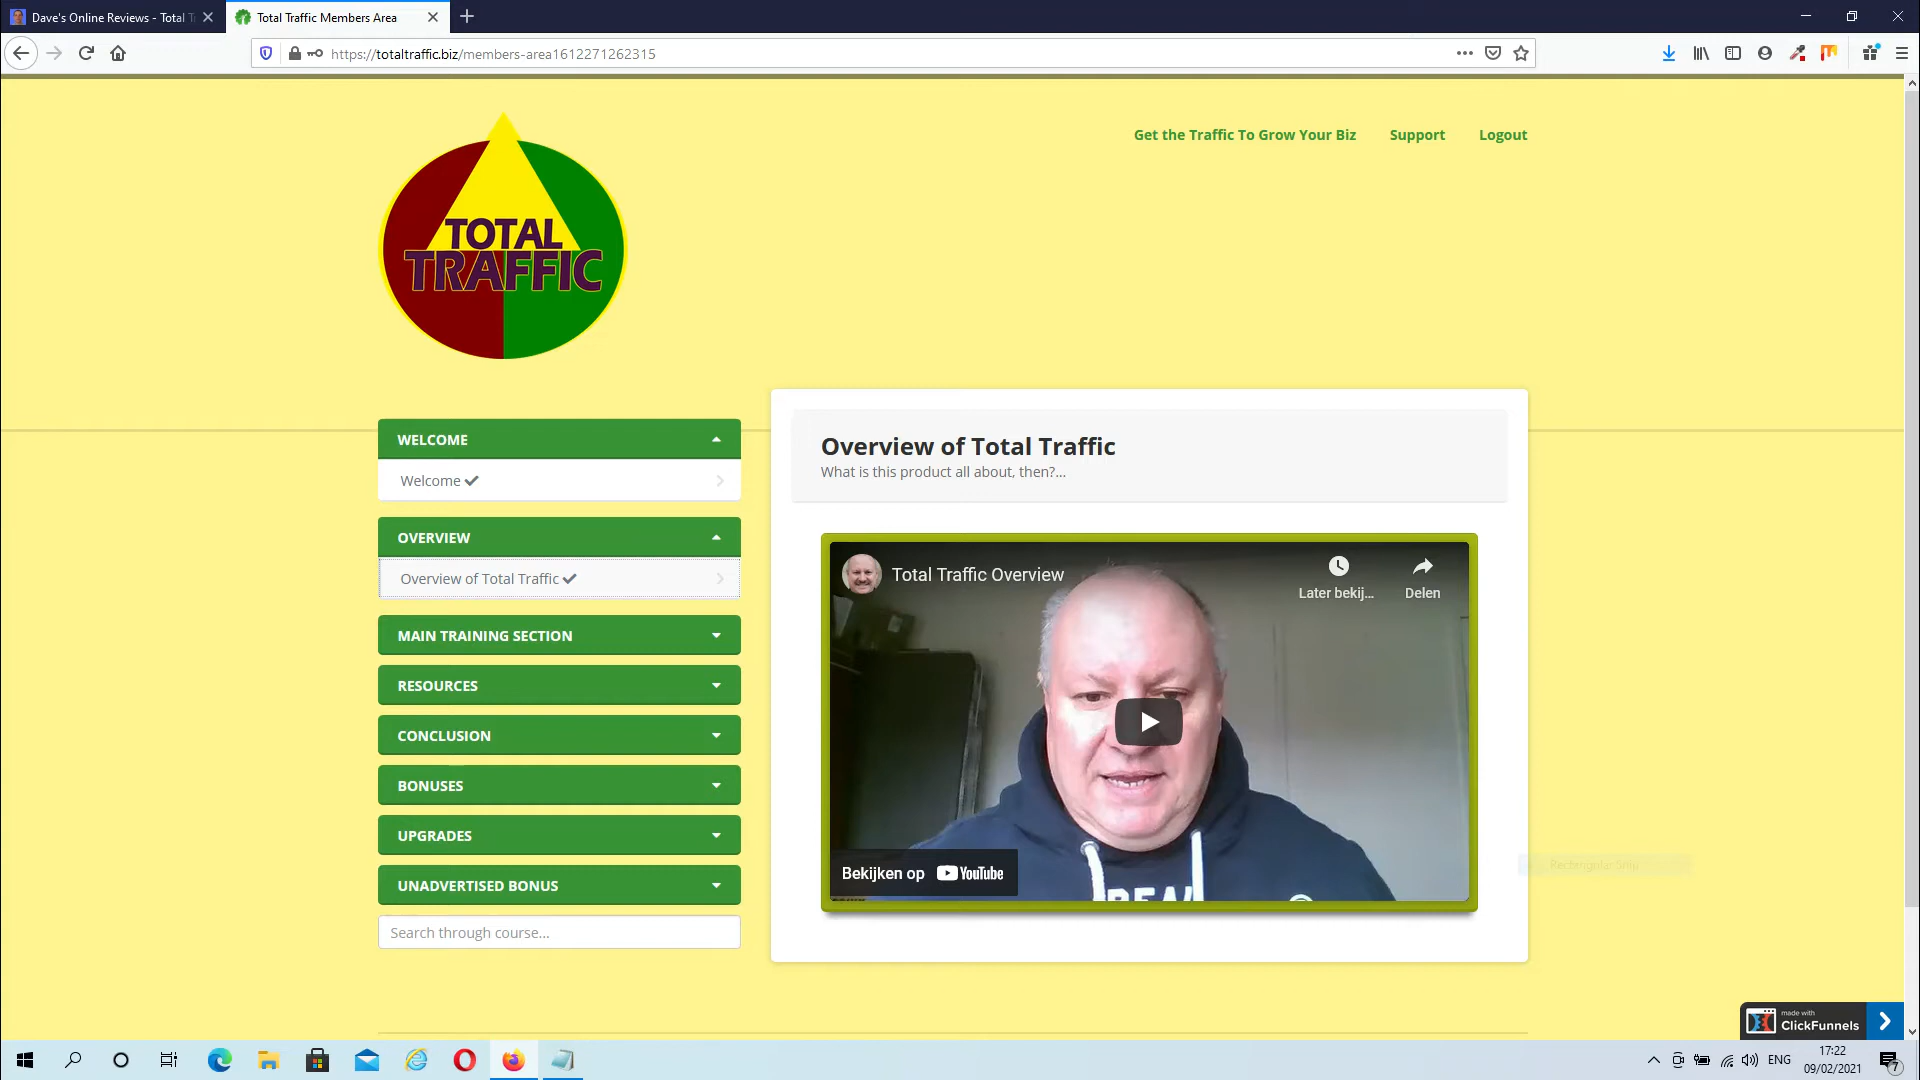 Dave's Online Reviews - Total T
Total Traffic Members Area
https://totaltraffic.biz/members-area1612271262315
Get the Traffic To Grow Your Biz
Support
Logout
TOTAL
TRAFFIC
WELCOME
Welcome
OVERVIEW
Overview of Total Traffic
MAIN TRAINING SECTION
RESOURCES
CONCLUSION
BONUSES
UPGRADES
UNADVERTISED BONUS
Search through course...
Overview of Total Traffic
What is this product all about, then?...
Total Traffic Overview
Later bekij...
Delen
Bekijken op YouTube
Rectangular Snip
made with
ClickFunnels
ENG
17:22
09/02/2021
7